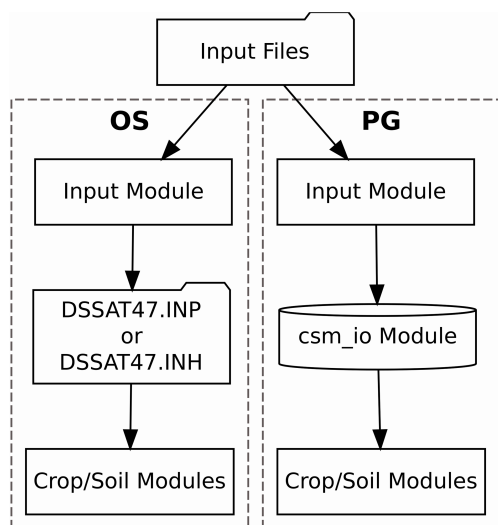 Input Files
OS
PG
Input Module
Input Module
DSSAT47.INP
or
DSSAT47.INH
csm_io Module
Crop/Soil Modules
Crop/Soil Modules